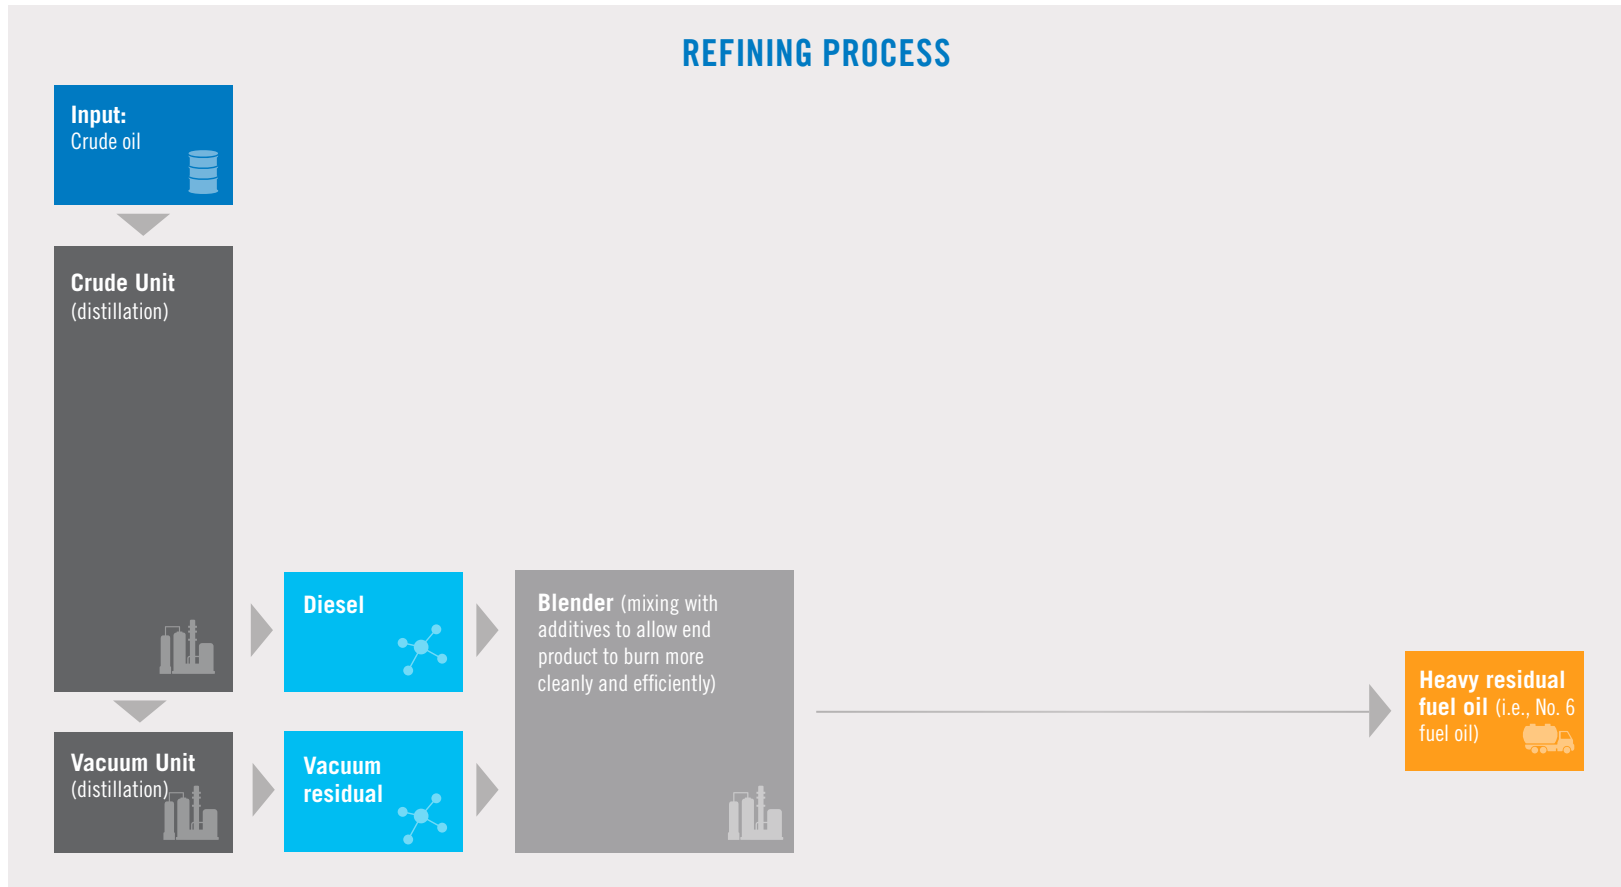 REFINING PROCESS
Input:
Crude oil
Crude Unit
(distillation)
Diesel
Blender (mixing with
additives to allow end
product to burn more
cleanly and efficiently)
Heavy residual
fuel oil (i.e., No. 6
fuel oil)
Vacuum Unit
(distillation)
Vacuum
residual